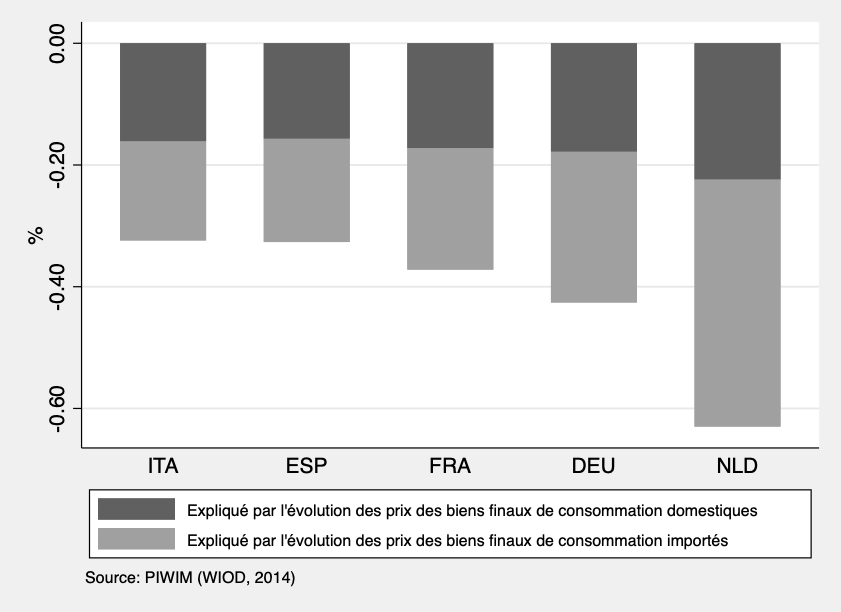 0.00
-0.20
-0.40
-0.60
%
ITA ESP FRA DEU NLD
Expliqué par l'évolution des prix des biens finaux de consommation domestiques
Expliqué par l'évolution des prix des biens finaux de consommation importés
Source: PIWIM (WIOD, 2014)